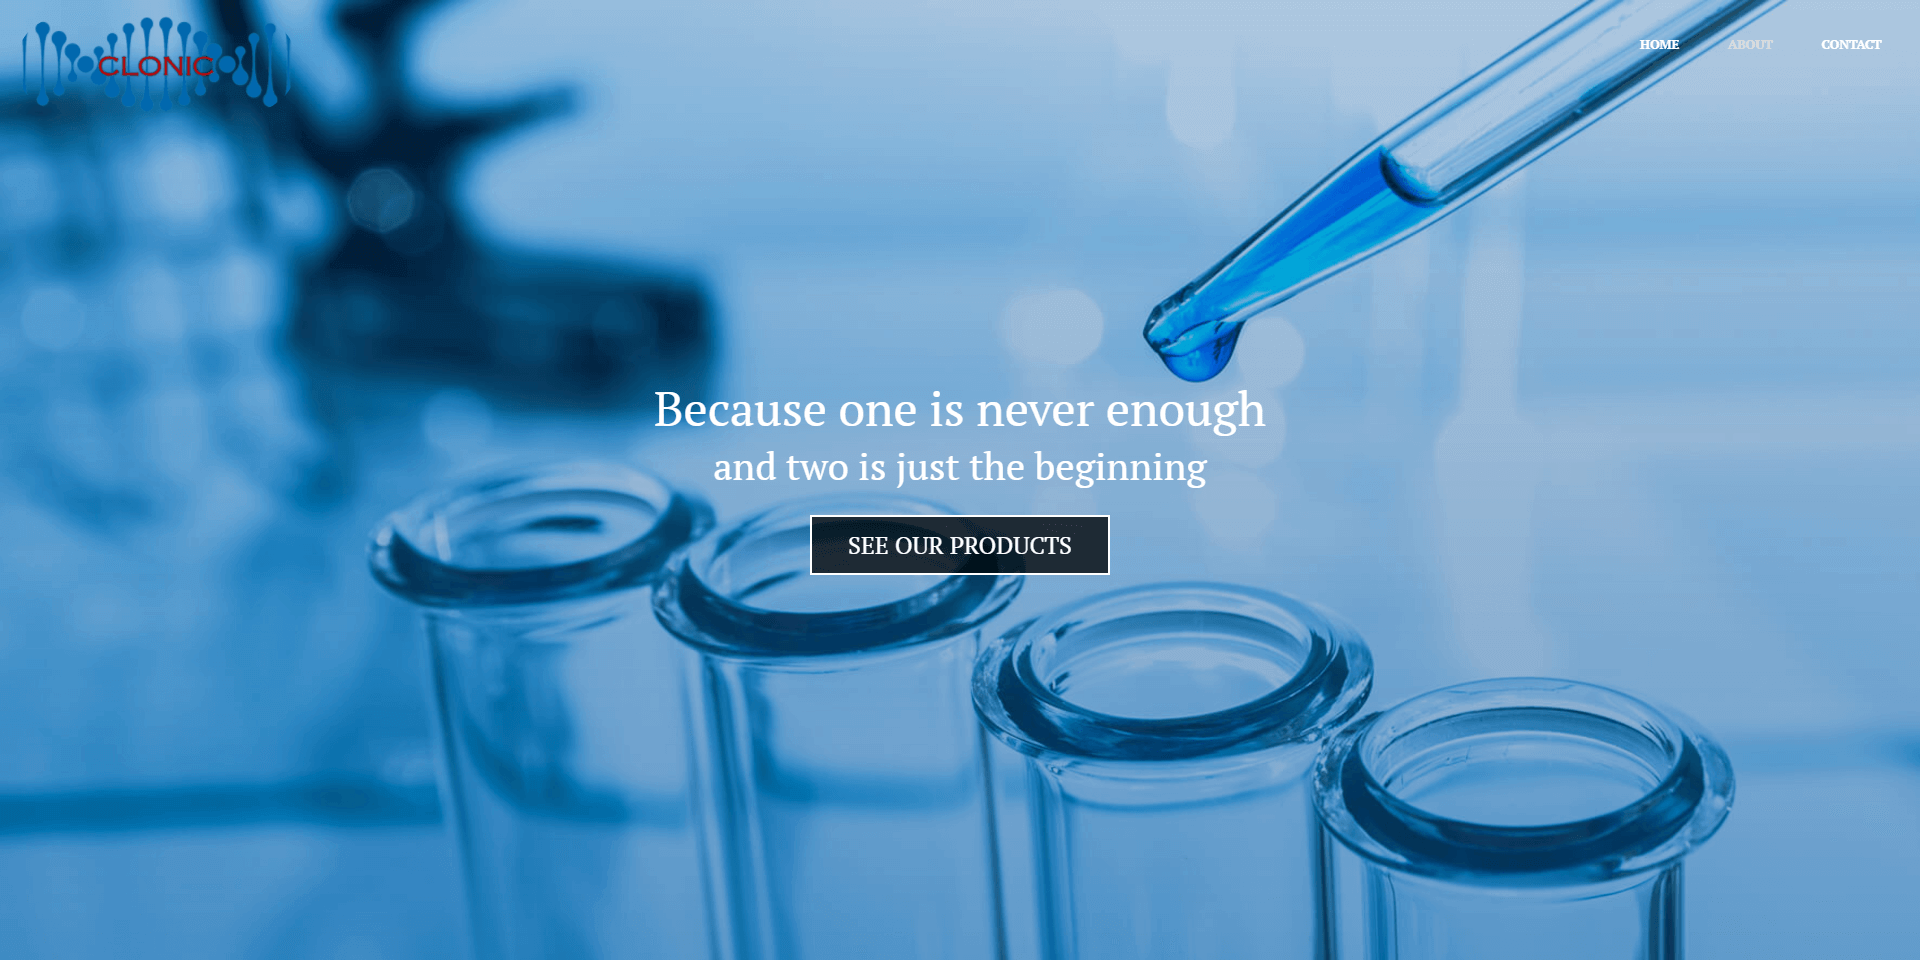 CLONIC
HOME ABOUT CONTACT
Because one is never enough
and two is just the beginning
SEE OUR PRODUCTS